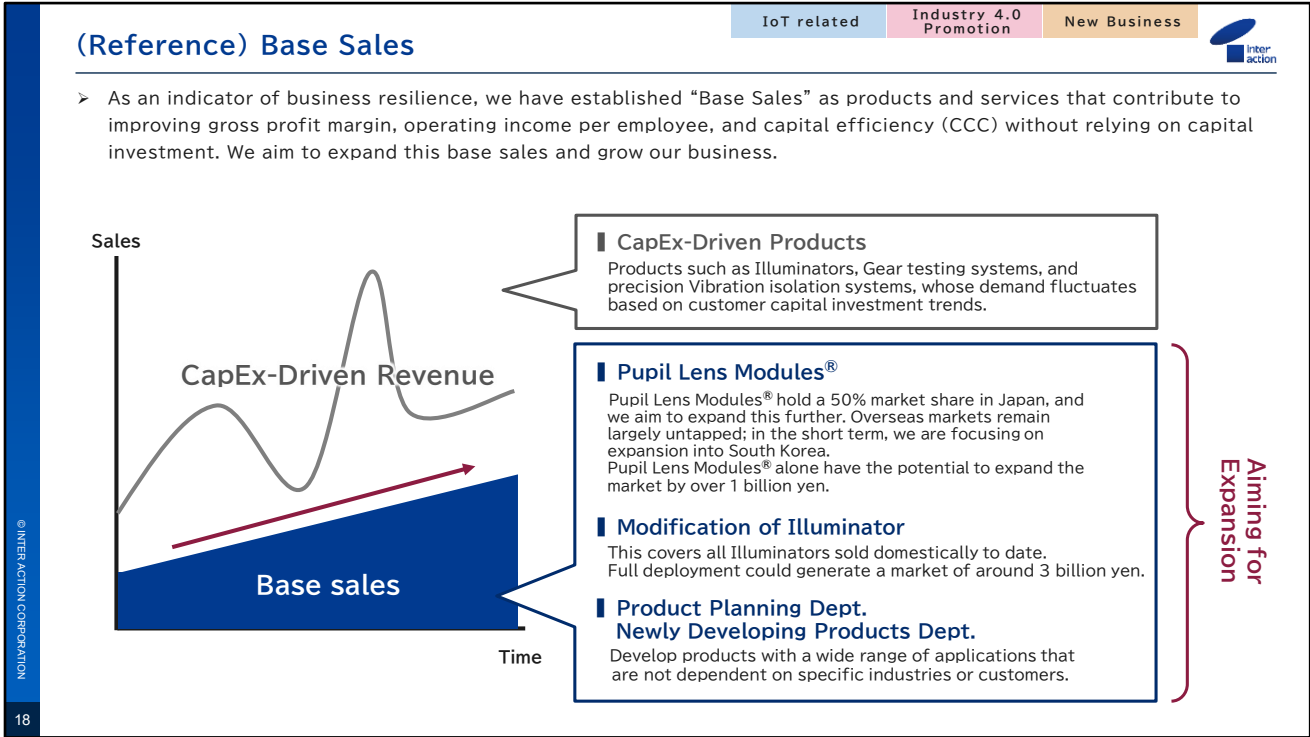 IoT related
Industry 4.0
Promotion
New Business
Inter
action
(Reference) Base Sales
➢ As an indicator of business resilience, we have established “Base Sales” as products and services that contribute to
improving gross profit margin, operating income per employee, and capital efficiency (CCC) without relying on capital
investment. We aim to expand this base sales and grow our business.
Sales
CapEx-Driven Revenue
Base sales
Time
CapEx-Driven Products
Products such as Illuminators, Gear testing systems, and
precision Vibration isolation systems, whose demand fluctuates
based on customer capital investment trends.
Pupil Lens Modules®
Pupil Lens Modules® hold a 50% market share in Japan, and
we aim to expand this further. Overseas markets remain
largely untapped; in the short term, we are focusing on
expansion into South Korea.
Pupil Lens Modules® alone have the potential to expand the
market by over 1 billion yen.
Modification of Illuminator
This covers all Illuminators sold domestically to date.
Full deployment could generate a market of around 3 billion yen.
Product Planning Dept.
Newly Developing Products Dept.
Develop products with a wide range of applications that
are not dependent on specific industries or customers.
Aiming for
Expansion
© INTER ACTION CORPORATION
18